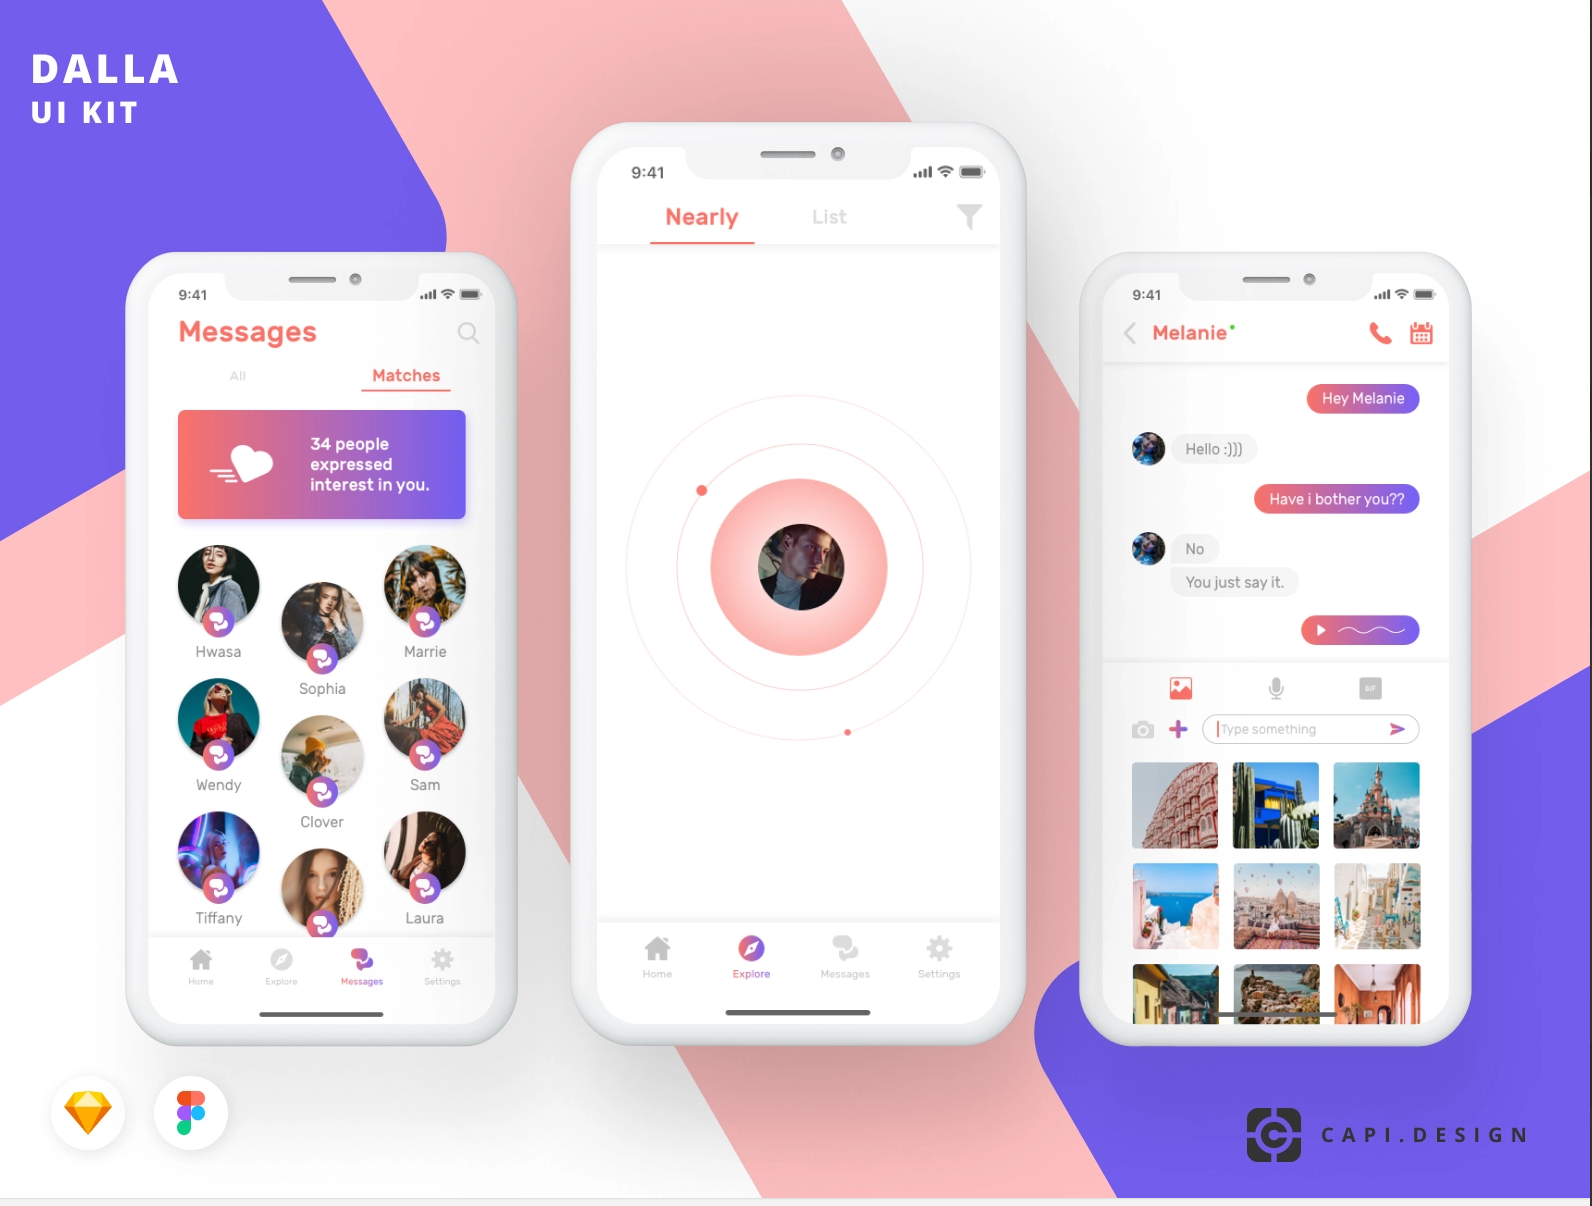 DALLA
UI KIT
9:41
Messages
All
Matches
34 people
expressed
interest in you.
Hwasa
Sophia
Marrie
Wendy
Clover
Sam
Tiffany
Laura
Home
Explore
Messages
Settings
9:41
Nearly
List
Home
Explore
Messages
Settings
9:41
Melanie
Hey Melanie
Hello :)))
Have i bother you??
No
You just say it.
GIF
Type something
CAPI.DESIGN